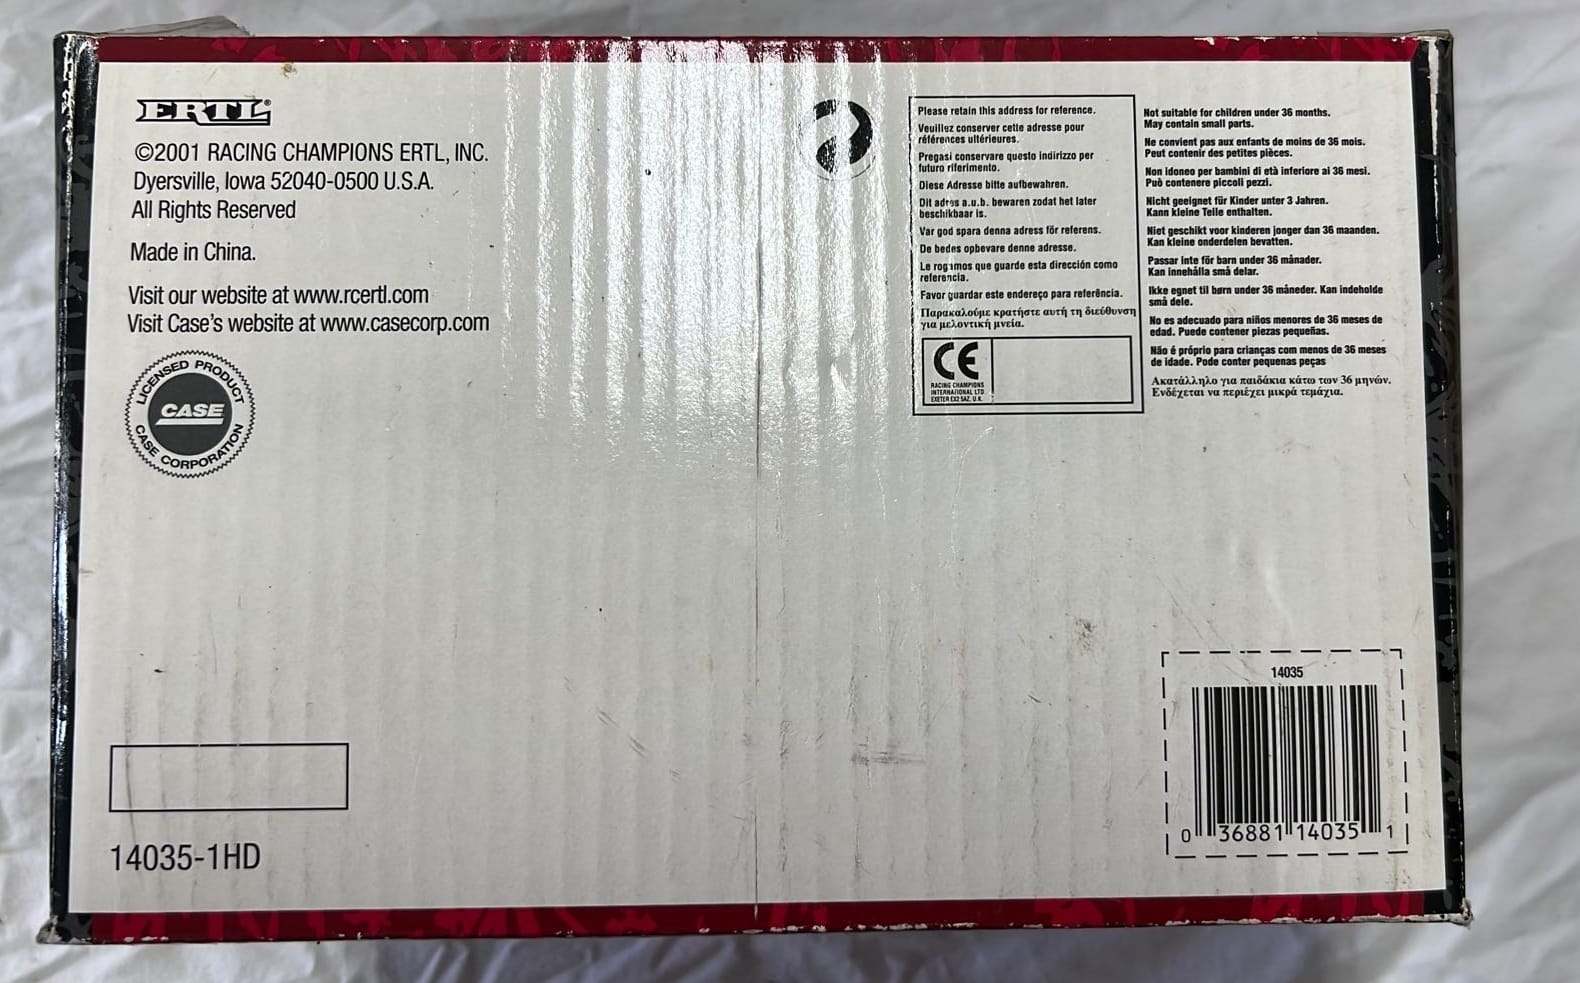 ERTL®
©2001 RACING CHAMPIONS ERTL, INC.
Dyersville, Iowa 52040-0500 U.S.A.
All Rights Reserved
Made in China.
Visit our website at www.rcertl.com
Visit Case's website at www.casecorp.com
LICENSED PRODUCT
CASE
CASE CORPORATION
Please retain this address for reference.
Veuillez conserver cette adresse pour
références ultérieures.
Pregasi conservare questo indirizzo per
futuro riferimento.
Diese Adresse bitte aufbewahren.
Dit adres a.u.b. bewaren zodat het later
beschikbaar is.
Var god spara denna adress för referens.
De bedes opbevare denne adresse.
Le rogamos que guarde esta dirección como
referencia.
Favor guardar este endereço para referência.
Παρακαλούμε κρατήστε αυτή τη διεύθυνση
για μελοντική μνεία.
CE
RACING CHAMPIONS
INTERNATIONAL LTD.
EXETER EX2 5AZ. U.K.
Not suitable for children under 36 months.
May contain small parts.
Ne convient pas aux enfants de moins de 36 mois.
Peut contenir des petites pièces.
Non idoneo per bambini di età inferiore ai 36 mesi.
Può contenere piccoli pezzi.
Nicht geeignet für Kinder unter 3 Jahren.
Kann kleine Teile enthalten.
Niet geschikt voor kinderen jonger dan 36 maanden.
Kan kleine onderdelen bevatten.
Passar inte för barn under 36 månader.
Kan innehålla små delar.
Ikke egnet til børn under 36 måneder. Kan indeholde
små dele.
No es adecuado para niños menores de 36 meses de
edad. Puede contener piezas pequeñas.
Não é próprio para crianças com menos de 36 meses
de idade. Pode conter pequenas peças
Ακατάλληλο για παιδάκια κάτω των 36 μηνών.
Ενδέχεται να περιέχει μικρά τεμάχια.
14035
0 36881 14035 1
14035-1HD